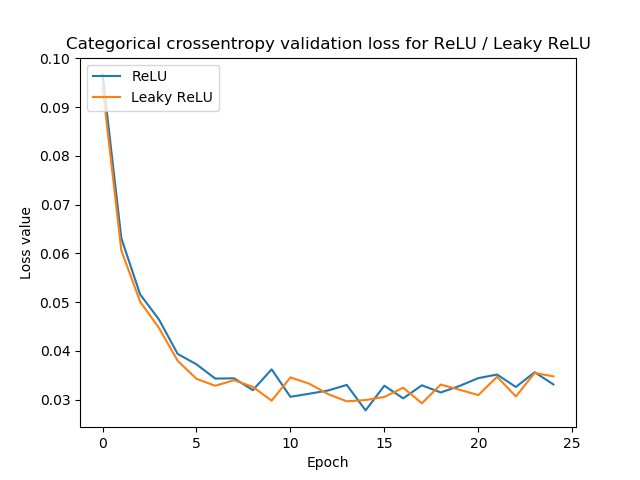 Categorical crossentropy validation loss for ReLU / Leaky ReLU
ReLU
Leaky ReLU
Loss value
0.10
0.09
0.08
0.07
0.06
0.05
0.04
0.03
0 5 10 15 20 25
Epoch